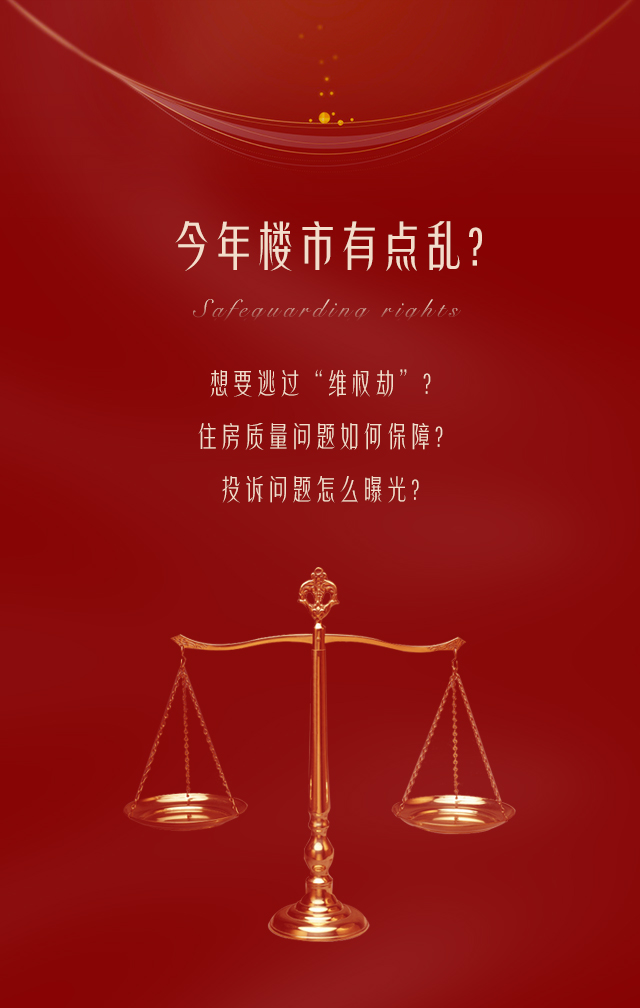 今年楼市有点乱?
Safeguarding rights
想要逃过“维权劫”?
住房质量问题如何保障?
投诉问题怎么曝光?